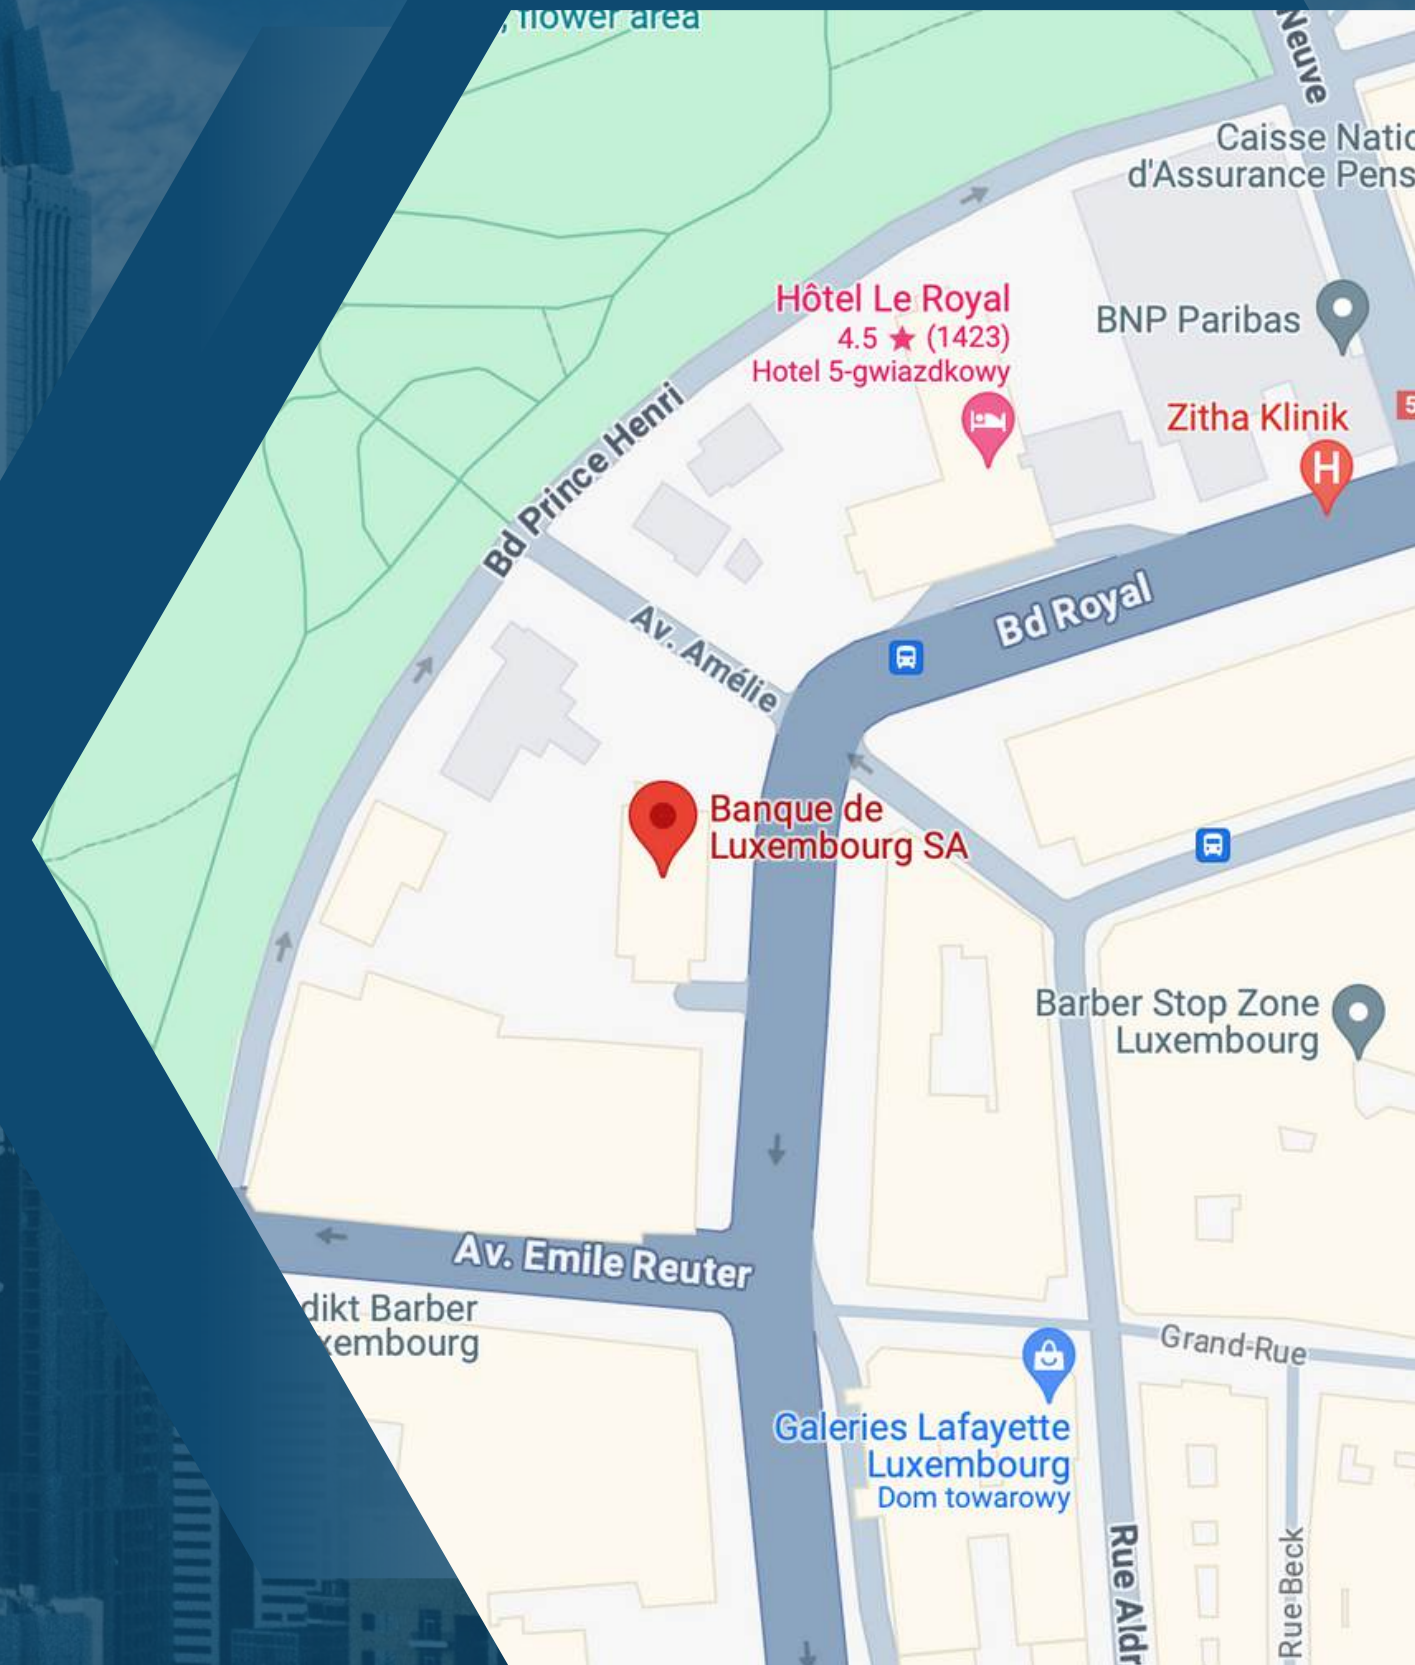 , flower area
Neuve
Caisse Natio
d'Assurance Pens
Hôtel Le Royal
4.5 ★ (1423)
Hotel 5-gwiazdkowy
BNP Paribas
Zitha Klinik
5
H
Bd Prince Henri
Bd Royal
Av. Amélie
Banque de
Luxembourg SA
Barber Stop Zone
Luxembourg
Av. Emile Reuter
dikt Barber
xembourg
Grand-Rue
Galeries Lafayette
Luxembourg
Dom towarowy
Rue Aldr
Rue Beck